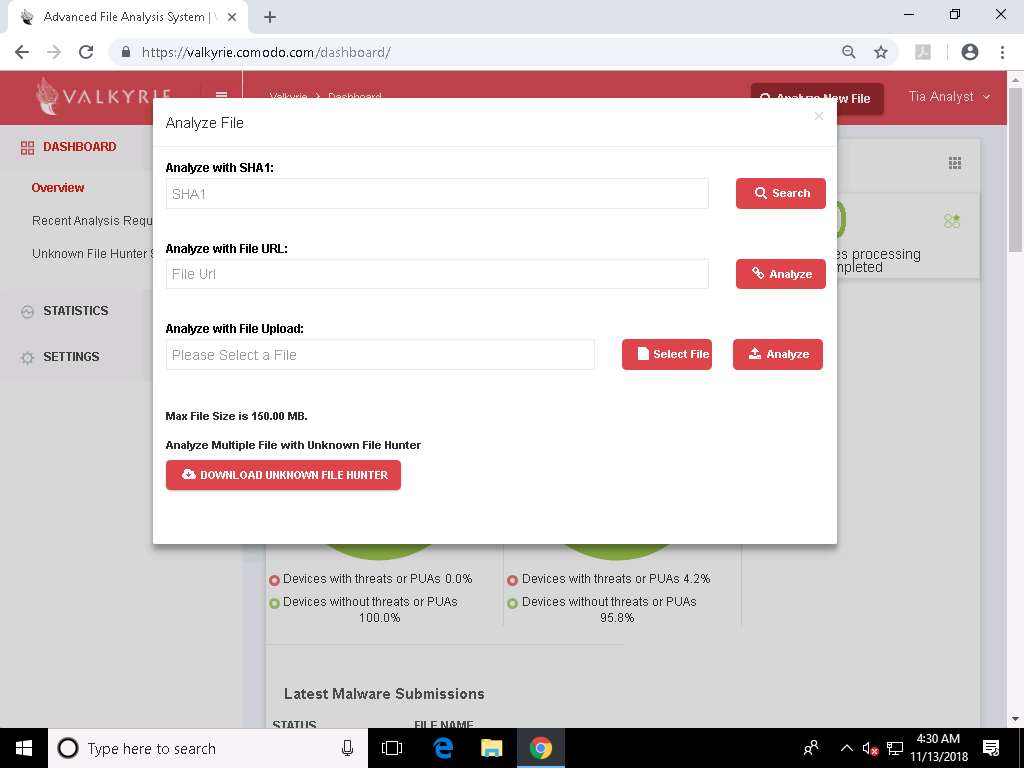 Advanced File Analysis System |
https://valkyrie.comodo.com/dashboard/
VALKYRIE
Valkyrie > Dashboard
Analyze New File
Tia Analyst
DASHBOARD
Overview
Recent Analysis Requ
Unknown File Hunter
STATISTICS
SETTINGS
Analyze File
×
Analyze with SHA1:
SHA1
Search
Analyze with File URL:
File Url
Analyze
Analyze with File Upload:
Please Select a File
Select File
Analyze
Max File Size is 150.00 MB.
Analyze Multiple File with Unknown File Hunter
DOWNLOAD UNKNOWN FILE HUNTER
es processing
mpleted
Devices with threats or PUAs 0.0%
Devices without threats or PUAs
100.0%
Devices with threats or PUAs 4.2%
Devices without threats or PUAs
95.8%
Latest Malware Submissions
STATUS
FILE NAME
Type here to search
4:30 AM
11/13/2018